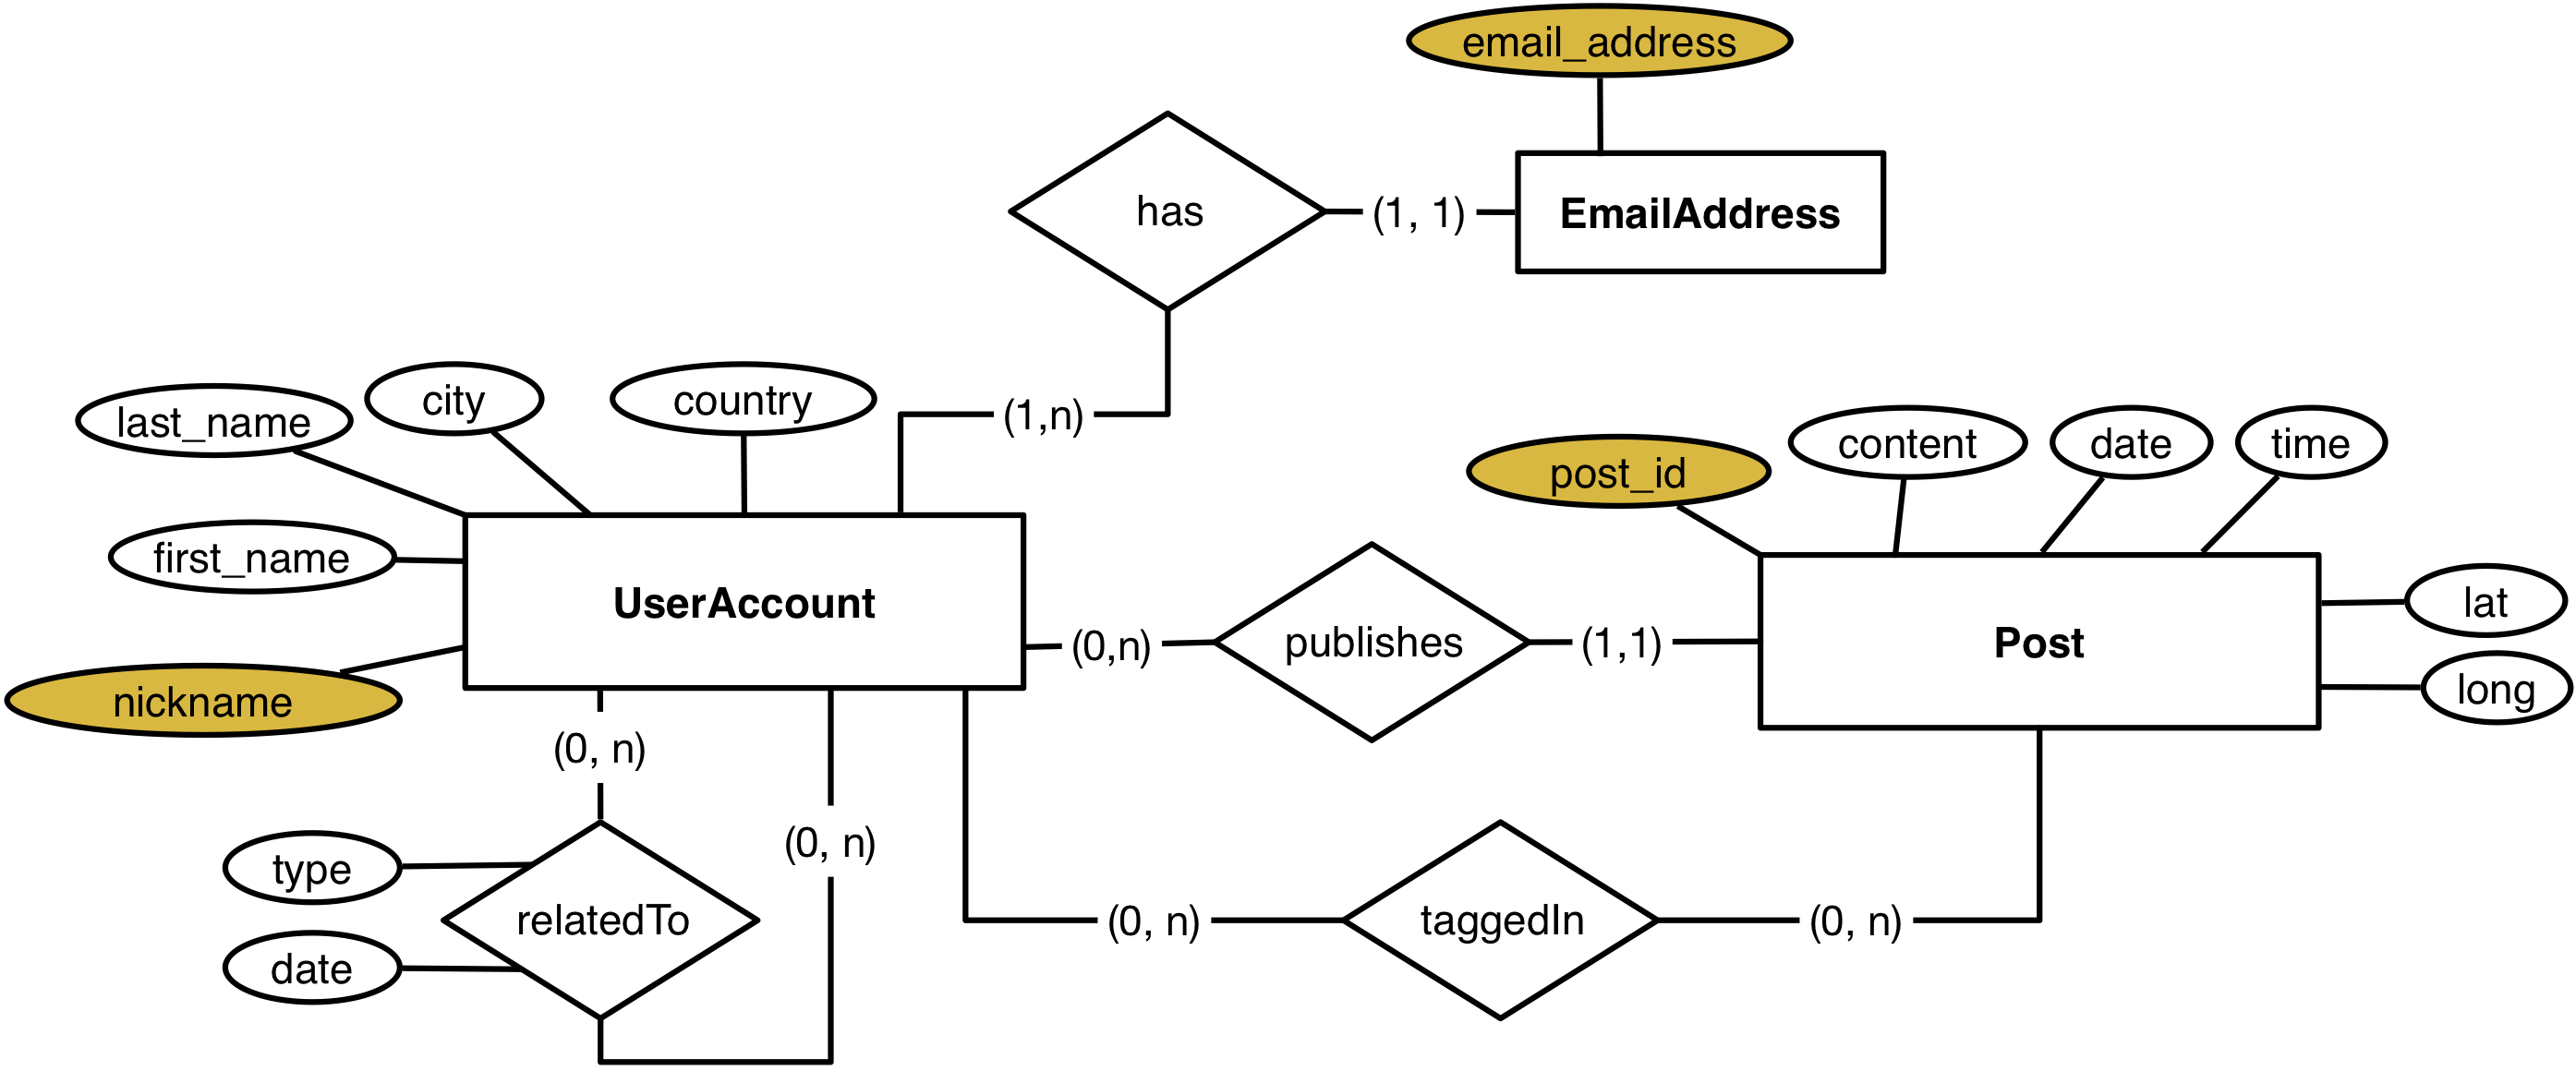 email_address
has
(1, 1)
EmailAddress
last_name
city
country
(1,n)
post_id
content
date
time
first_name
UserAccount
nickname
(0,n)
publishes
(1,1)
Post
lat
long
(0, n)
(0, n)
type
date
relatedTo
(0, n)
taggedIn
(0, n)